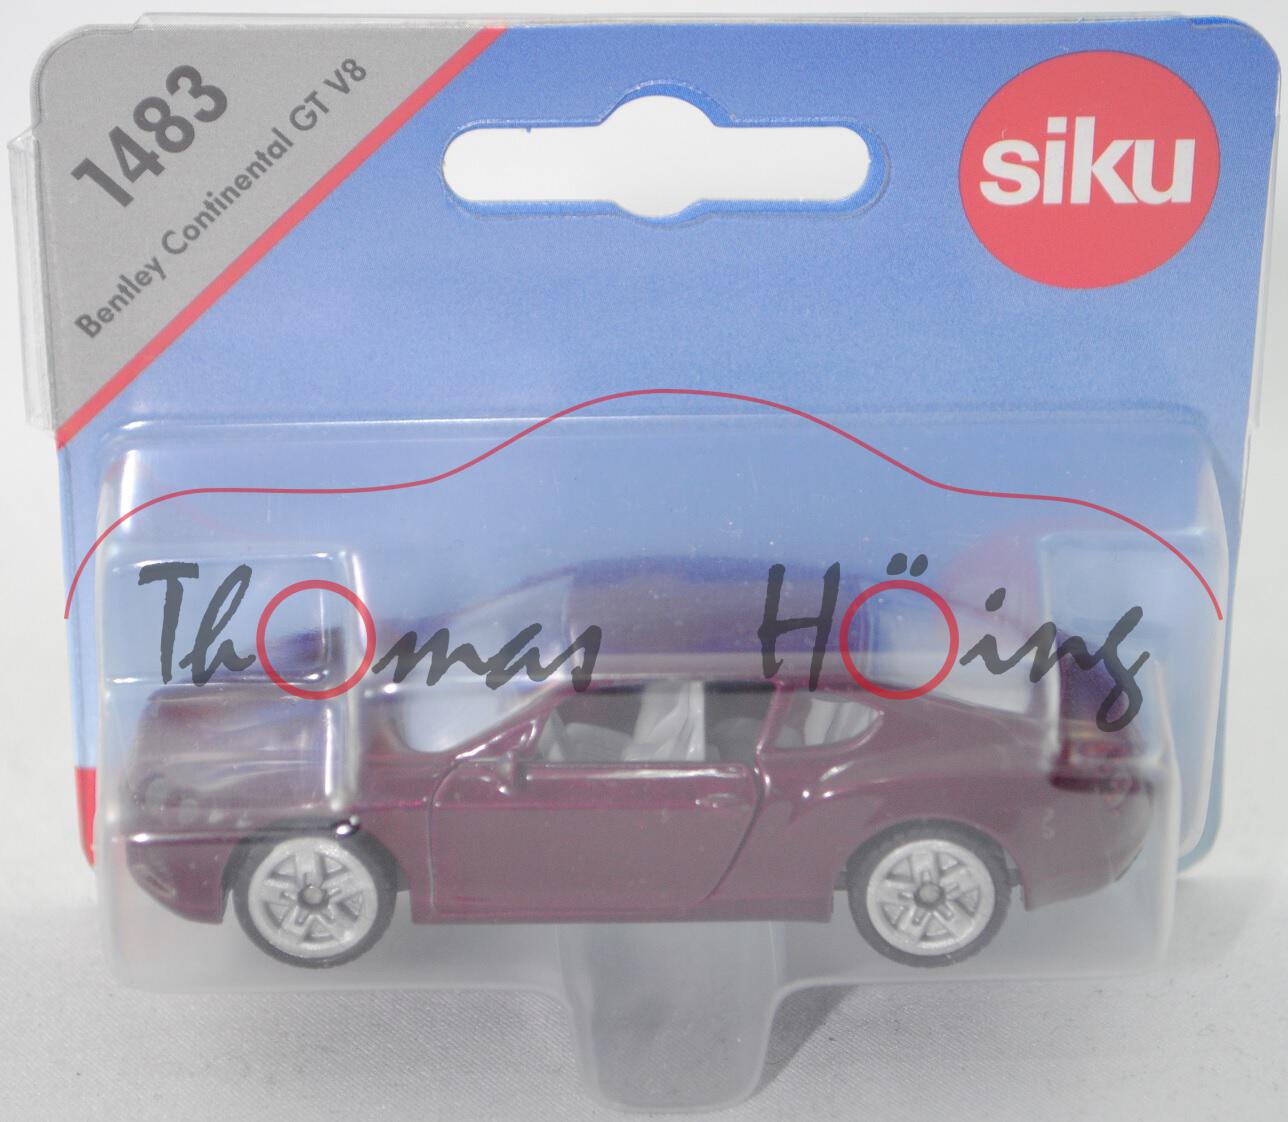 1483
Bentley Continental GT V8
siku
Thomas Höing